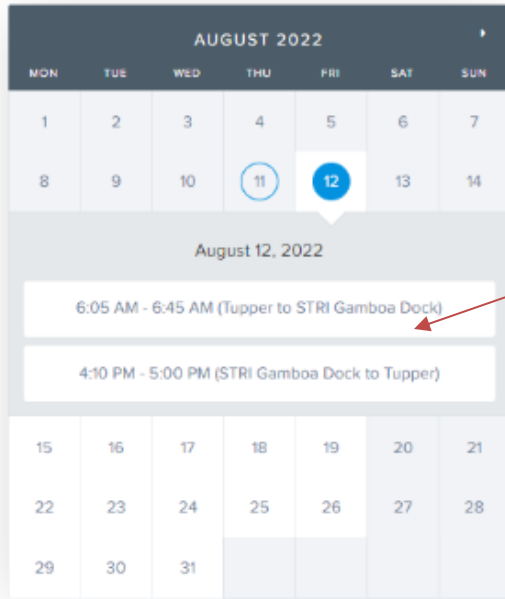 AUGUST 2022
MON TUE WED THU FRI SAT SUN
1 2 3 4 5 6 7
8 9 10 11 12 13 14
August 12, 2022
6:05 AM - 6:45 AM (Tupper to STRI Gamboa Dock)
4:10 PM - 5:00 PM (STRI Gamboa Dock to Tupper)
15 16 17 18 19 20 21
22 23 24 25 26 27 28
29 30 31